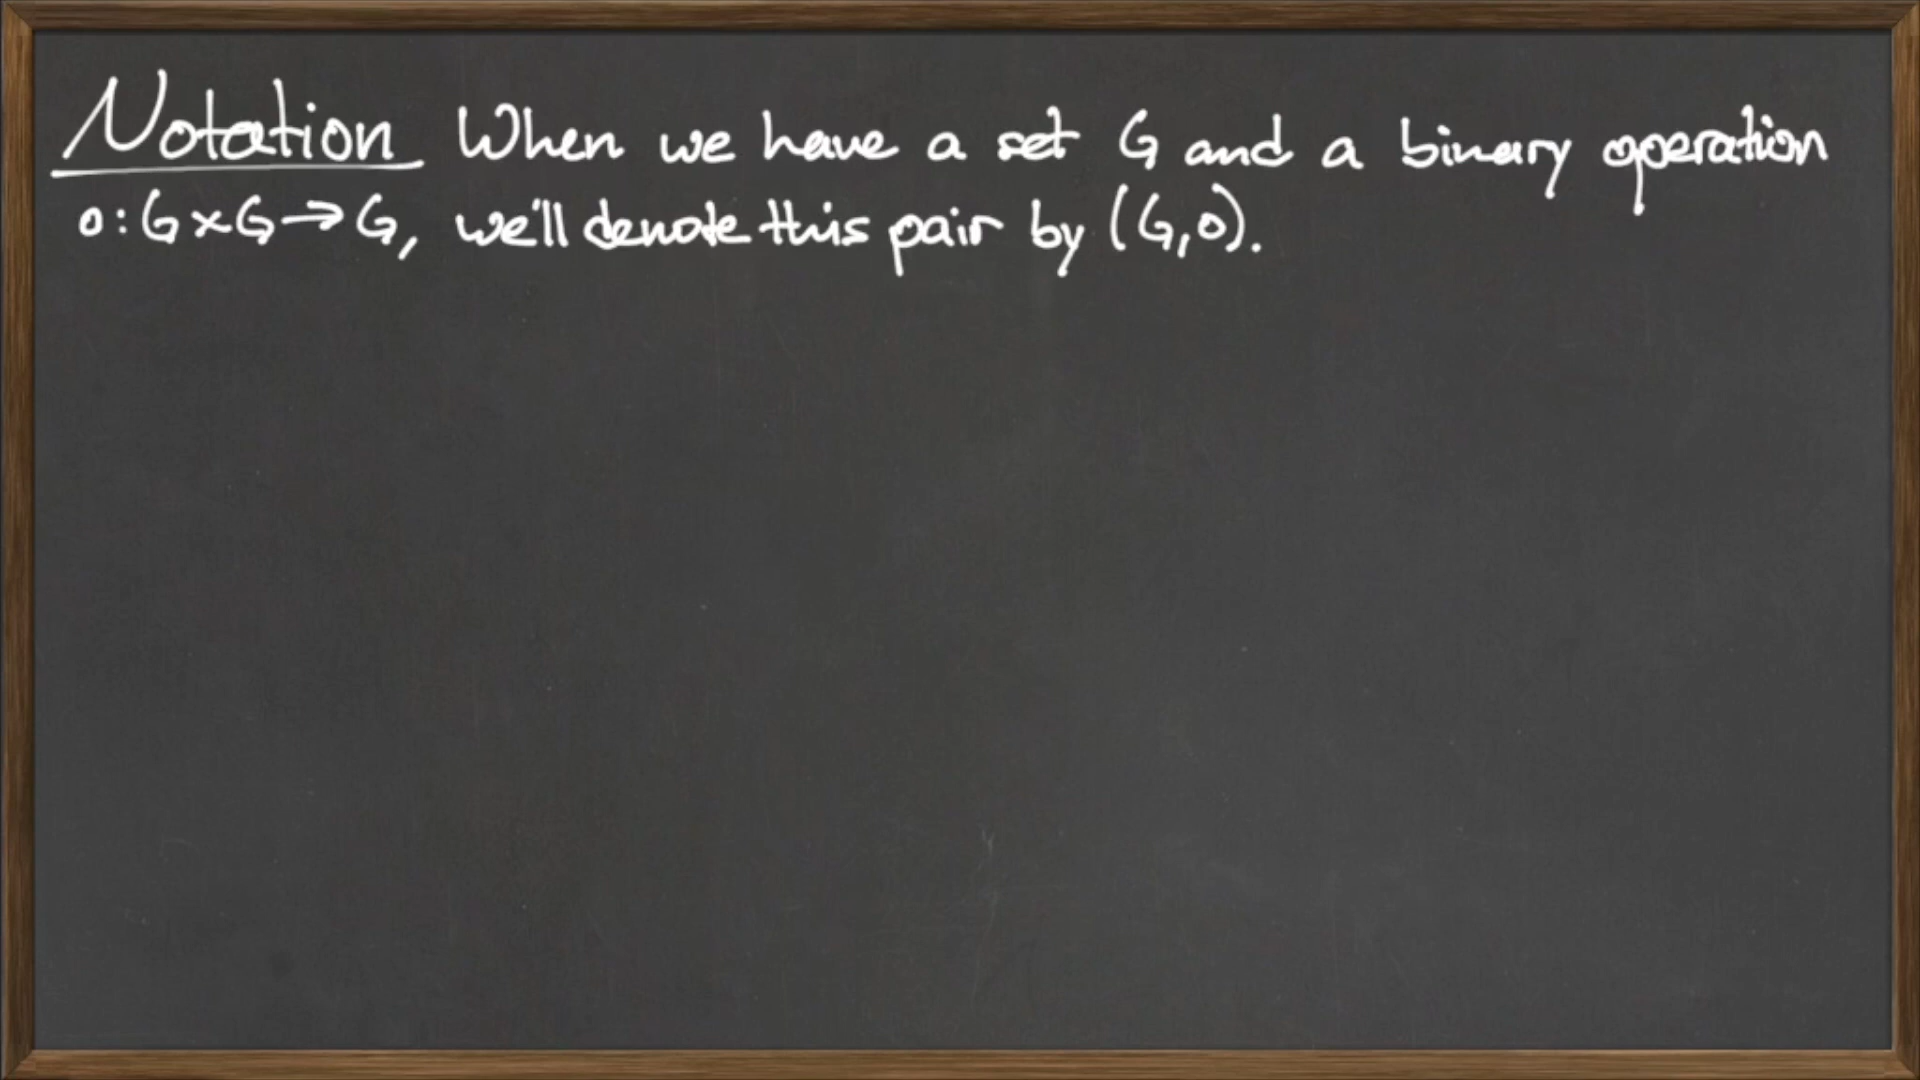 Notation When we have a set G and a binary operation
∘: G×G→G, we'll denote this pair by (G,∘).